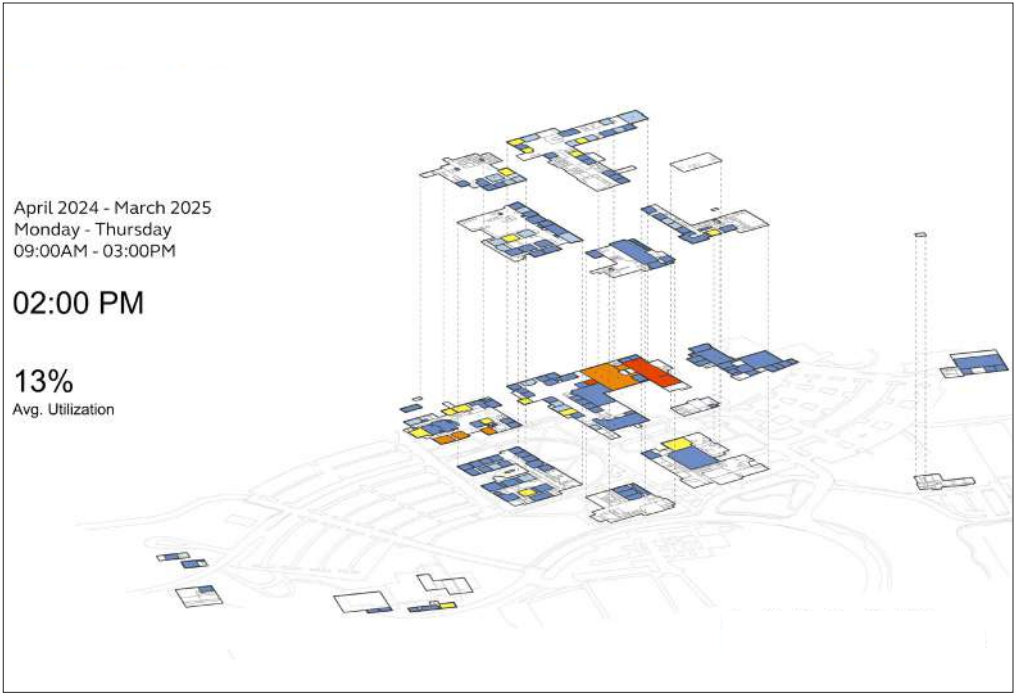 April 2024 - March 2025
Monday - Thursday
09:00AM - 03:00PM
02:00 PM
13%
Avg. Utilization